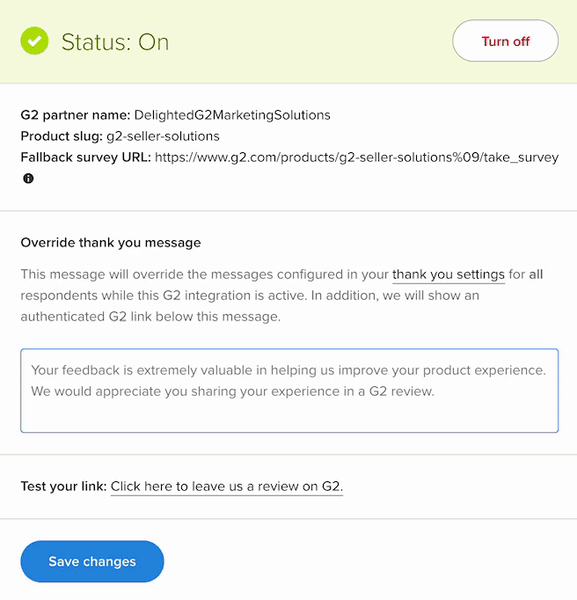 Status: On
Turn off
G2 partner name: DelightedG2MarketingSolutions
Product slug: g2-seller-solutions
Fallback survey URL: https://www.g2.com/products/g2-seller-solutions%09/take_survey
Override thank you message
This message will override the messages configured in your thank you settings for all
respondents while this G2 integration is active. In addition, we will show an
authenticated G2 link below this message.
Your feedback is extremely valuable in helping us improve your product experience.
We would appreciate you sharing your experience in a G2 review.
Test your link: Click here to leave us a review on G2.
Save changes